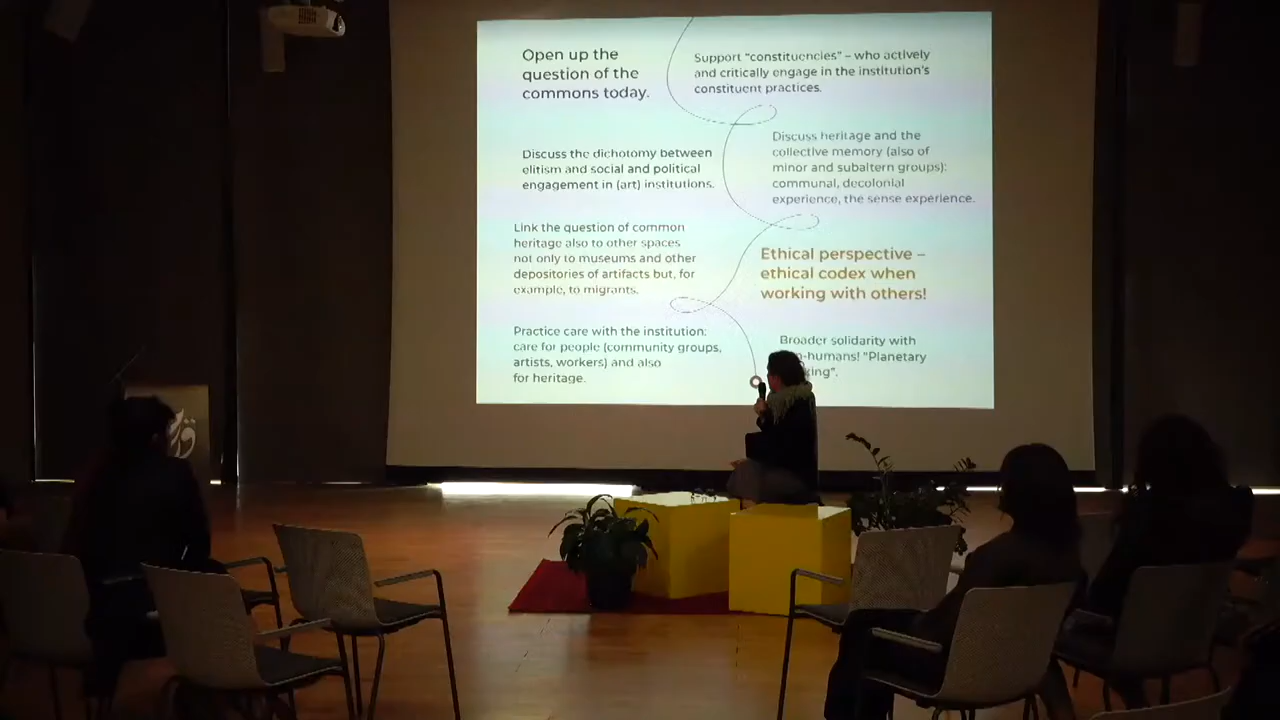 Open up the
question of the
commons today.
Support "constituencies" – who actively
and critically engage in the institution's
constituent practices.
Discuss the dichotomy between
elitism and social and political
engagement in (art) institutions.
Discuss heritage and the
collective memory (also of
minor and subaltern groups):
communal, decolonial
experience, the sense experience.
Link the question of common
heritage also to other spaces
not only to museums and other
depositories of artifacts but, for
example, to migrants.
Ethical perspective –
ethical codex when
working with others!
Practice care with the institution:
care for people (community groups,
artists, workers) and also
for heritage.
Broader solidarity with
"Planetary